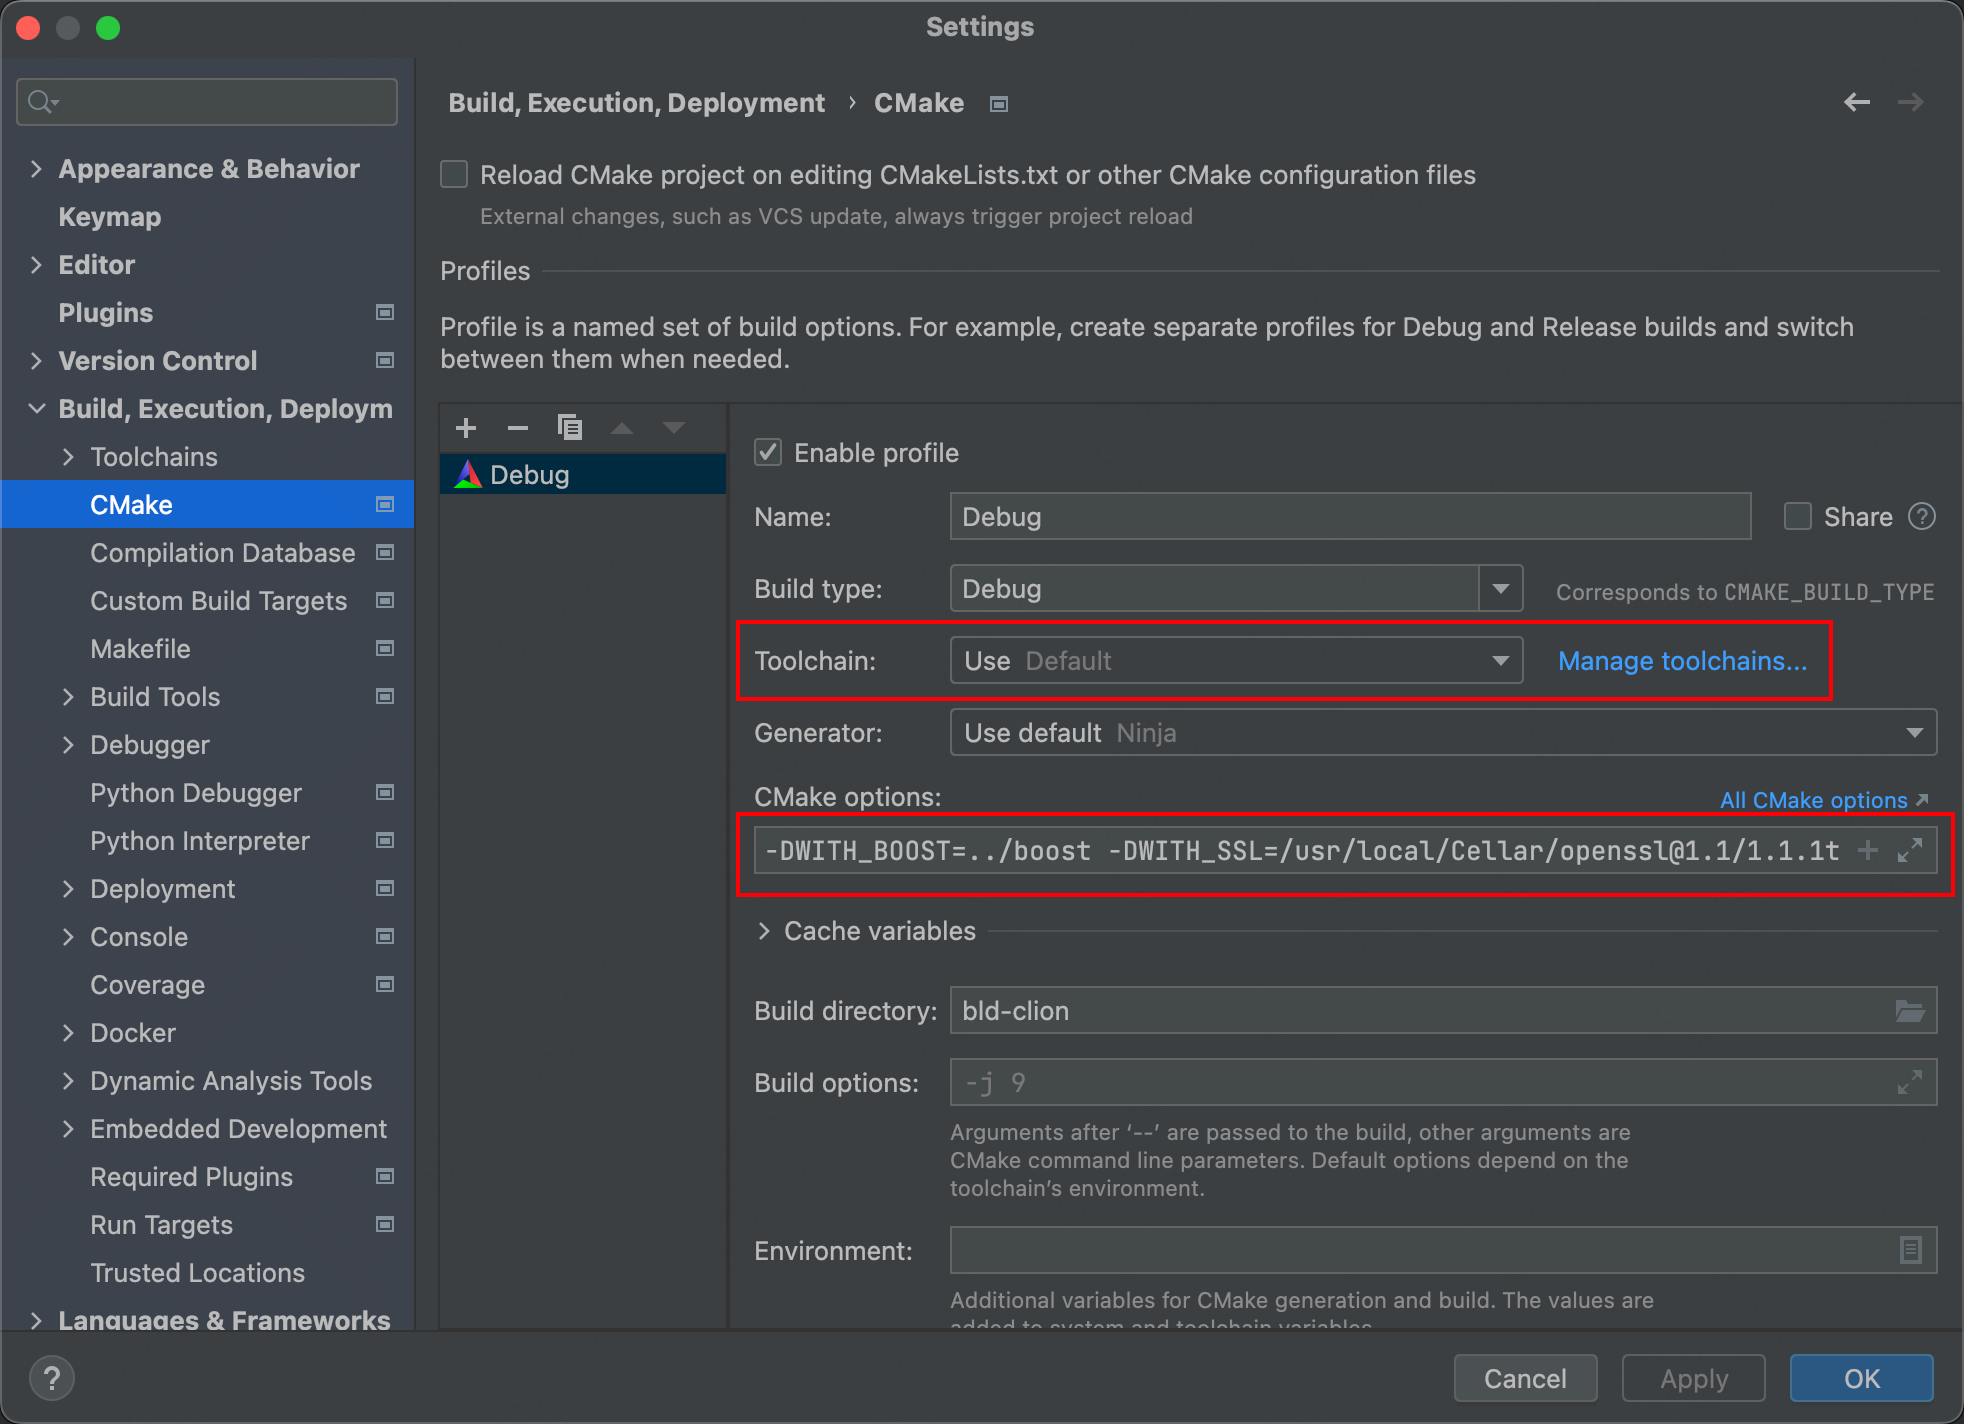 Settings
Build, Execution, Deployment › CMake
Appearance & Behavior
Keymap
Editor
Plugins
Version Control
Build, Execution, Deploym
Toolchains
CMake
Compilation Database
Custom Build Targets
Makefile
Build Tools
Debugger
Python Debugger
Python Interpreter
Deployment
Console
Coverage
Docker
Dynamic Analysis Tools
Embedded Development
Required Plugins
Run Targets
Trusted Locations
Languages & Frameworks
Reload CMake project on editing CMakeLists.txt or other CMake configuration files
External changes, such as VCS update, always trigger project reload
Profiles
Profile is a named set of build options. For example, create separate profiles for Debug and Release builds and switch
between them when needed.
Debug
Enable profile
Name: Debug Share ?
Build type: Debug Corresponds to CMAKE_BUILD_TYPE
Toolchain: Use Default Manage toolchains...
Generator: Use default Ninja
CMake options: All CMake options
-DWITH_BOOST=../boost -DWITH_SSL=/usr/local/Cellar/openssl@1.1/1.1.1t
Cache variables
Build directory: bld-clion
Build options: -j 9
Arguments after ‘--’ are passed to the build, other arguments are
CMake command line parameters. Default options depend on the
toolchain’s environment.
Environment:
Additional variables for CMake generation and build. The values are
added to system and toolchain variables.
? Cancel Apply OK